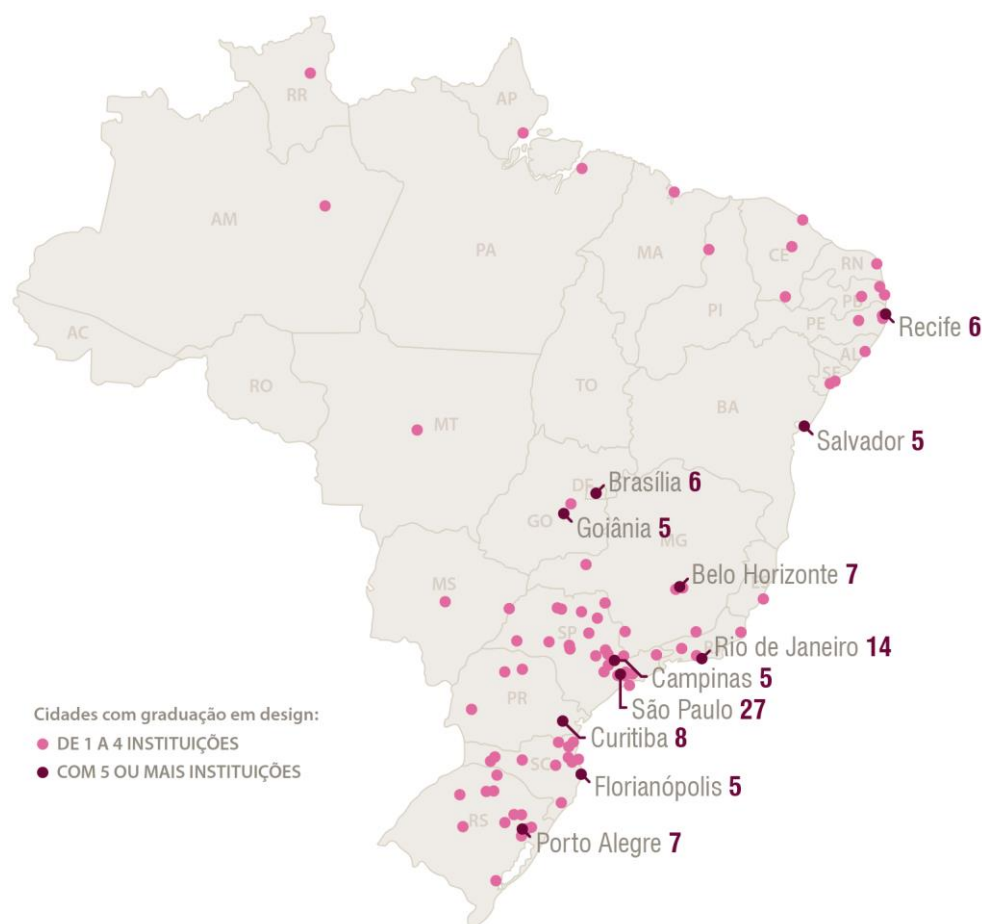 RR
AP
AM
PA
MA
CE
RN
PB
PI
PE
Recife 6
AC
AL
SE
RO
TO
BA
MT
Salvador 5
DF
Brasília 6
GO
Goiânia 5
MG
Belo Horizonte 7
MS
ES
SP
RJ
Rio de Janeiro 14
Campinas 5
São Paulo 27
PR
Cidades com graduação em design:
Curitiba 8
DE 1 A 4 INSTITUIÇÕES
SC
COM 5 OU MAIS INSTITUIÇÕES
Florianópolis 5
RS
Porto Alegre 7